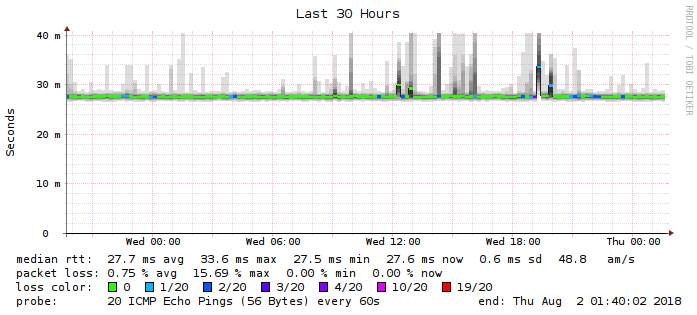 Last 30 Hours
RRDTOOL / TOBI OETIKER
Seconds
40 m
30 m
20 m
10 m
0
Wed 00:00 Wed 06:00 Wed 12:00 Wed 18:00 Thu 00:00
median rtt: 27.7 ms avg 33.6 ms max 27.5 ms min 27.6 ms now 0.6 ms sd 48.8 am/s
packet loss: 0.75 % avg 15.69 % max 0.00 % min 0.00 % now
loss color: 0 1/20 2/20 3/20 4/20 10/20 19/20
probe: 20 ICMP Echo Pings (56 Bytes) every 60s end: Thu Aug 2 01:40:02 2018